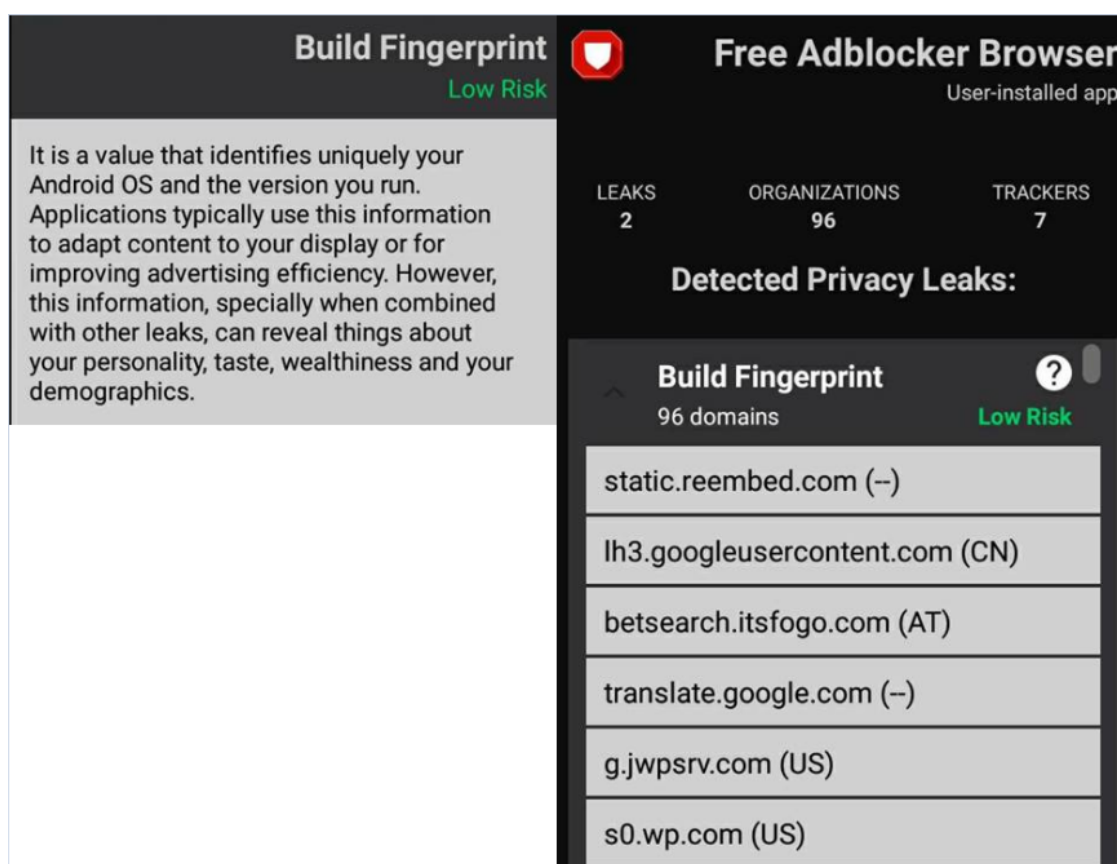 Build Fingerprint
Low Risk
It is a value that identifies uniquely your
Android OS and the version you run.
Applications typically use this information
to adapt content to your display or for
improving advertising efficiency. However,
this information, specially when combined
with other leaks, can reveal things about
your personality, taste, wealthiness and your
demographics.
Free Adblocker Browser
User-installed app
LEAKS ORGANIZATIONS TRACKERS
2 96 7
Detected Privacy Leaks:
Build Fingerprint ?
96 domains Low Risk
static.reembed.com (--)
lh3.googleusercontent.com (CN)
betsearch.itsfogo.com (AT)
translate.google.com (--)
g.jwpsrv.com (US)
s0.wp.com (US)